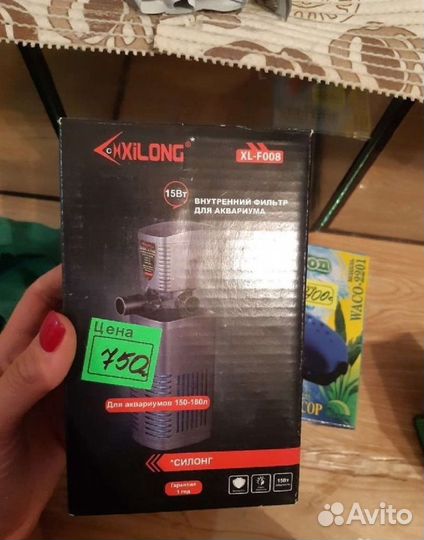 XiLONG®
XL-F008
15Вт
ВНУТРЕННИЙ ФИЛЬТР
ДЛЯ АКВАРИУМА
Цена
750
Для аквариумов 150-180л
"СИЛОНГ
Гарантия
1 год
15Вт
WACO-2201
Avito